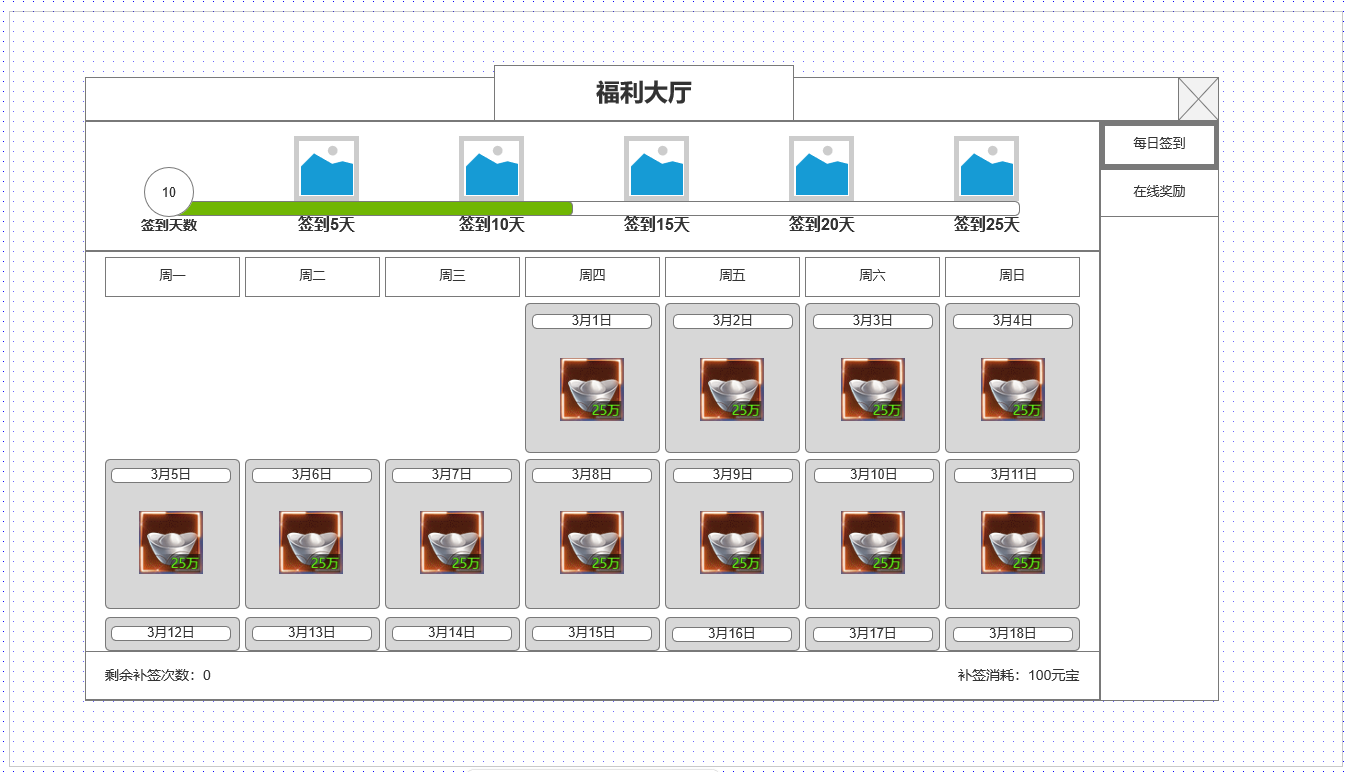 福利大厅
每日签到
在线奖励
10
签到天数
签到5天
签到10天
签到15天
签到20天
签到25天
周一
周二
周三
周四
周五
周六
周日
3月1日
25万
3月2日
25万
3月3日
25万
3月4日
25万
3月5日
25万
3月6日
25万
3月7日
25万
3月8日
25万
3月9日
25万
3月10日
25万
3月11日
25万
3月12日
3月13日
3月14日
3月15日
3月16日
3月17日
3月18日
剩余补签次数：0
补签消耗：100元宝